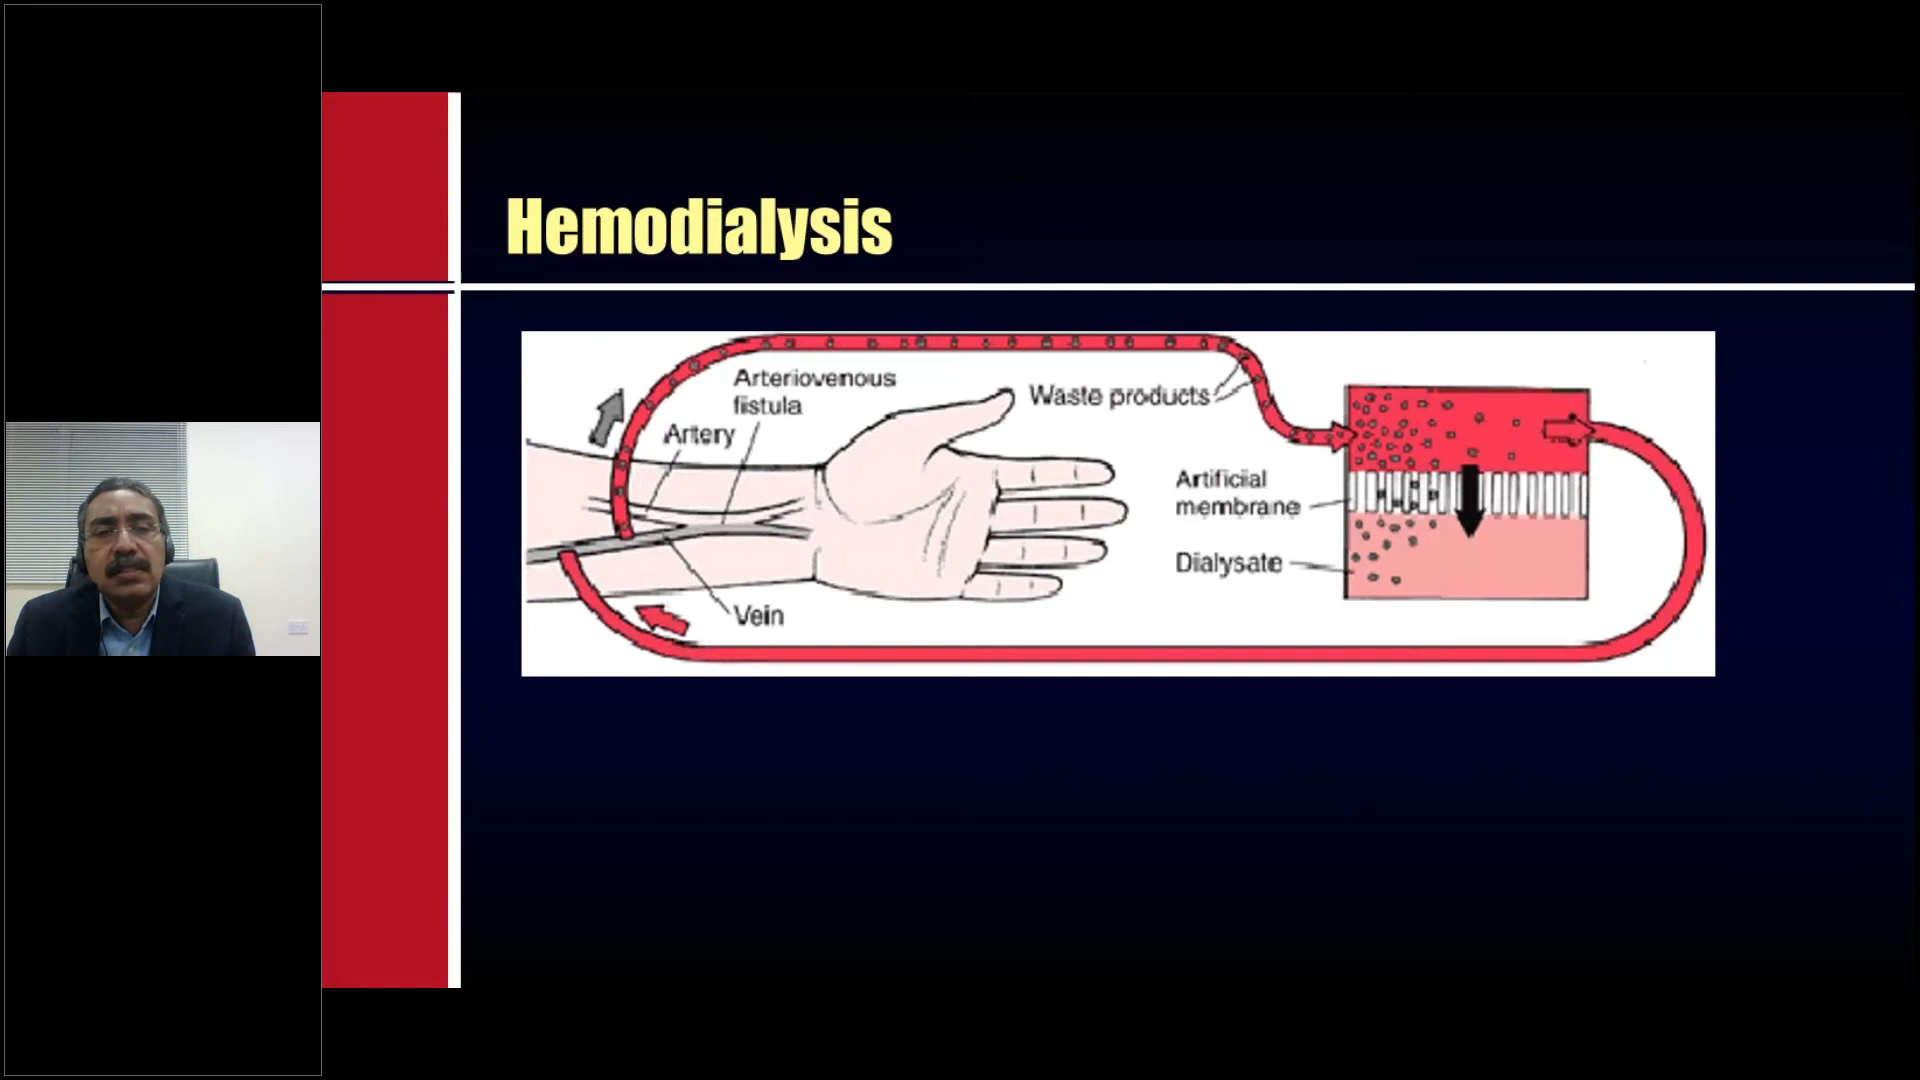 Hemodialysis
Arteriovenous
fistula
Artery
Waste products
Artificial
membrane
Dialysate
Vein